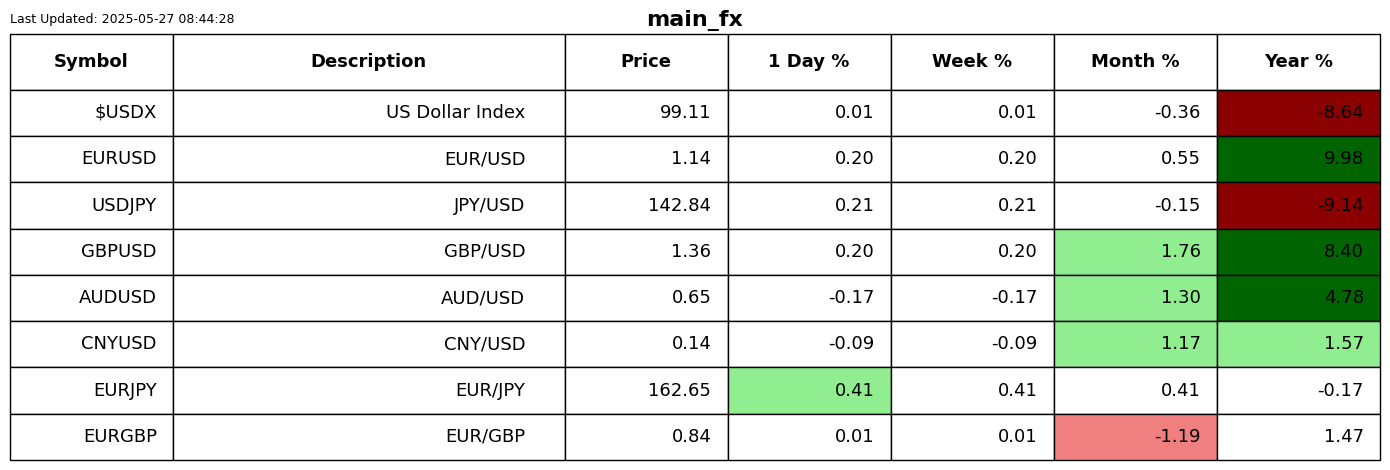 Last Updated: 2025-05-27 08:44:28
main_fx
Symbol Description Price 1 Day % Week % Month % Year %
$USDX US Dollar Index 99.11 0.01 0.01 -0.36 -8.64
EURUSD EUR/USD 1.14 0.20 0.20 0.55 9.98
USDJPY JPY/USD 142.84 0.21 0.21 -0.15 -9.14
GBPUSD GBP/USD 1.36 0.20 0.20 1.76 8.40
AUDUSD AUD/USD 0.65 -0.17 -0.17 1.30 4.78
CNYUSD CNY/USD 0.14 -0.09 -0.09 1.17 1.57
EURJPY EUR/JPY 162.65 0.41 0.41 0.41 -0.17
EURGBP EUR/GBP 0.84 0.01 0.01 -1.19 1.47